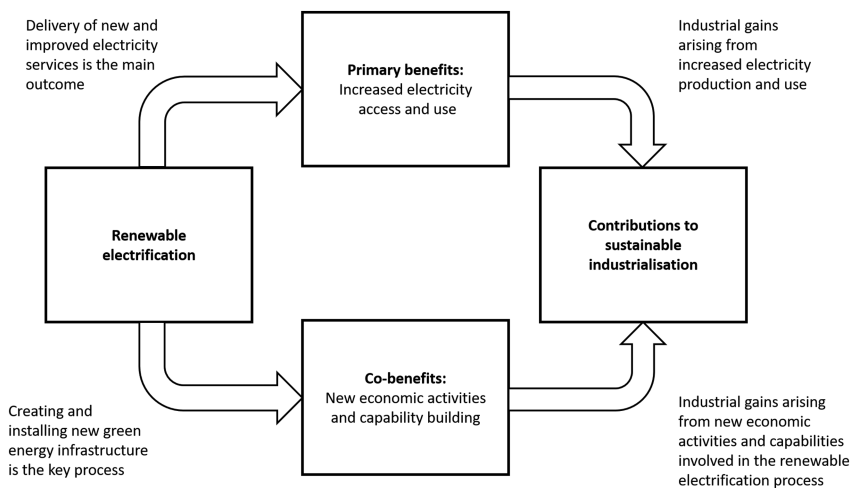 Delivery of new and
improved electricity
services is the main
outcome
Primary benefits:
Increased electricity
access and use
Industrial gains
arising from
increased electricity
production and use
Renewable
electrification
Contributions to
sustainable
industrialisation
Creating and
installing new green
energy infrastructure
is the key process
Co-benefits:
New economic activities
and capability building
Industrial gains arising
from new economic
activities and capabilities
involved in the renewable
electrification process